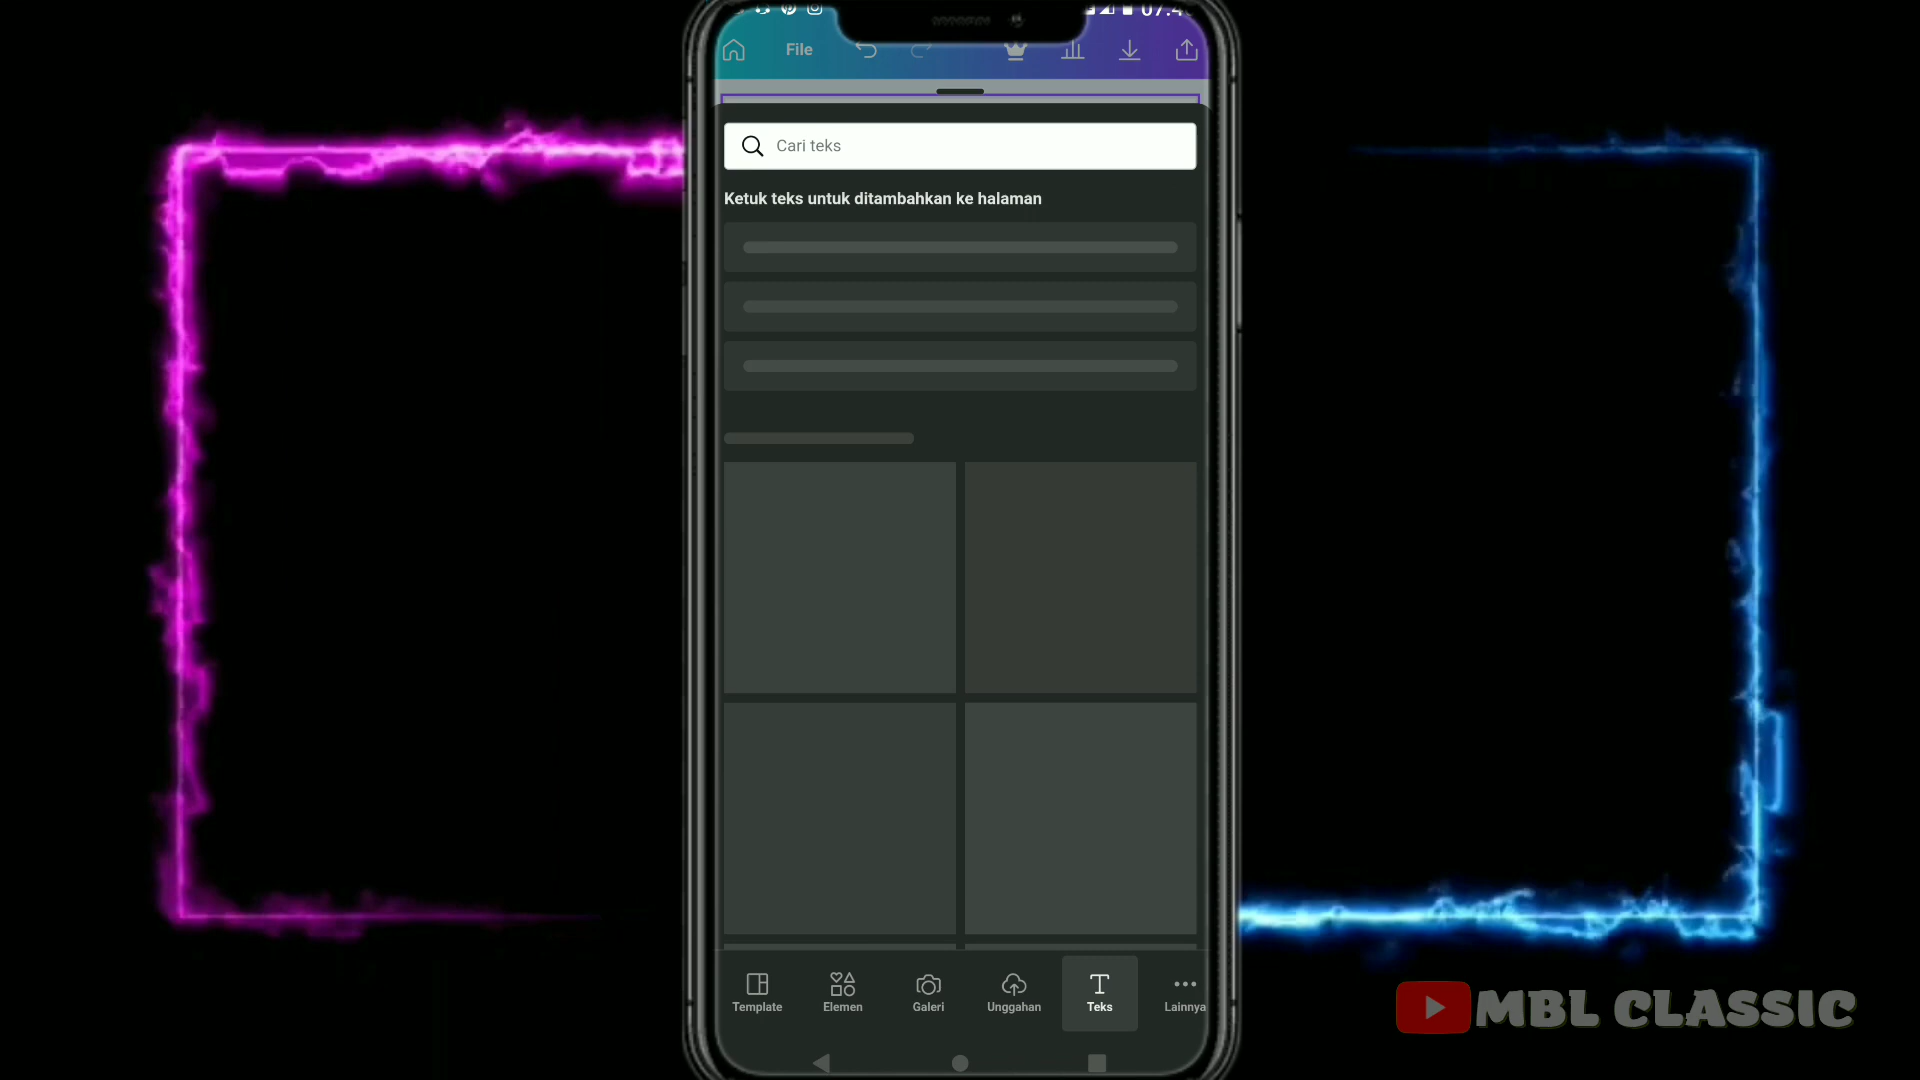 File
Cari teks
Ketuk teks untuk ditambahkan ke halaman
Template
Elemen
Galeri
Unggahan
Teks
Lainnya
MBL CLASSIC